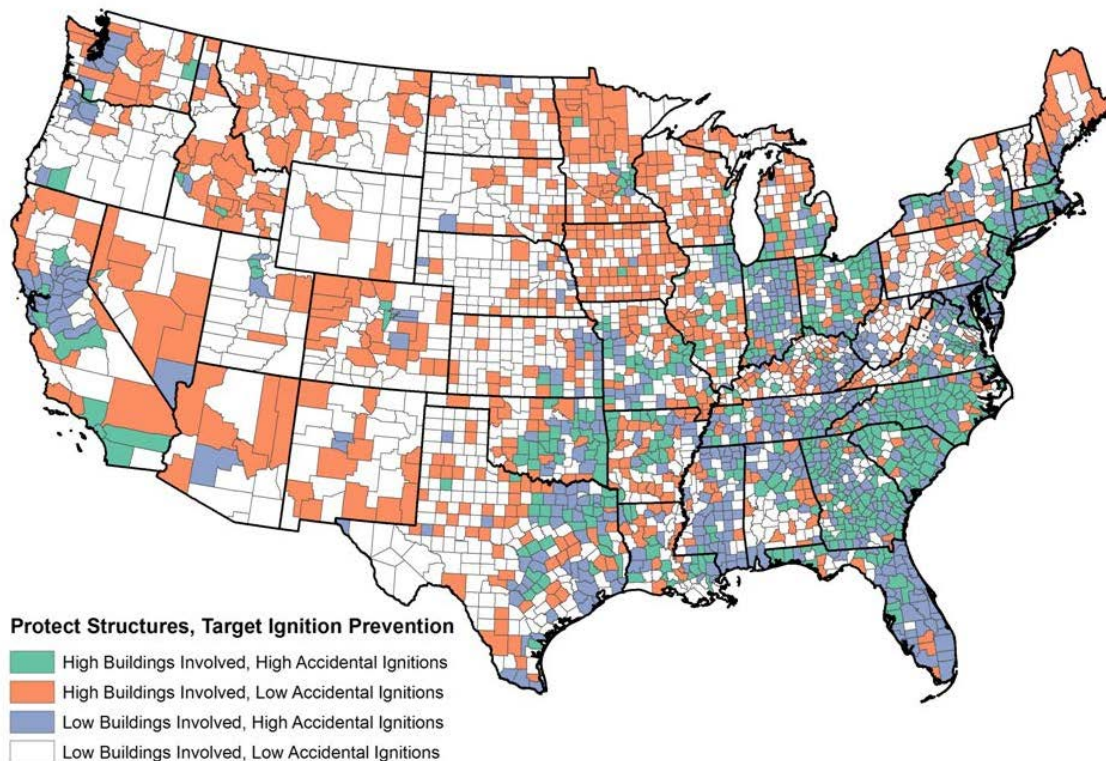 Protect Structures, Target Ignition Prevention
High Buildings Involved, High Accidental Ignitions
High Buildings Involved, Low Accidental Ignitions
Low Buildings Involved, High Accidental Ignitions
Low Buildings Involved, Low Accidental Ignitions